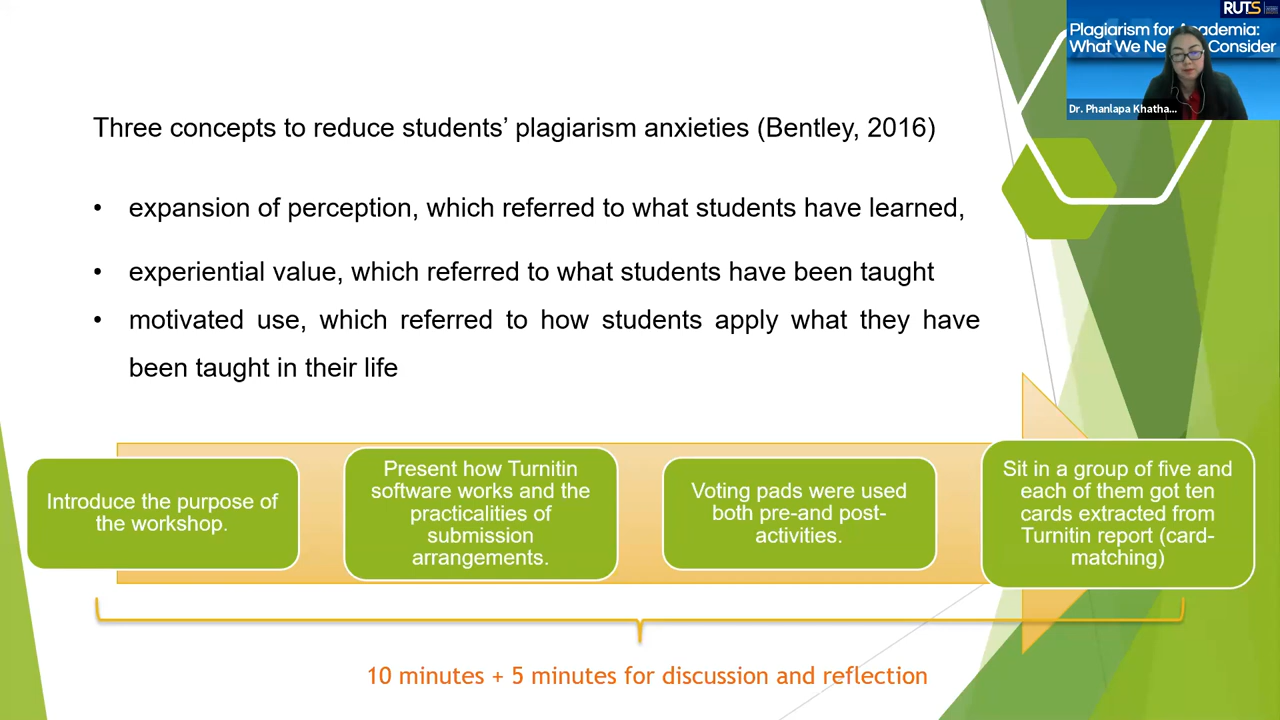 RUTS
Plagiarism for Academia:
What We Ne Consider
Dr. Phanlapa Khatha...
Three concepts to reduce students’ plagiarism anxieties (Bentley, 2016)
• expansion of perception, which referred to what students have learned,
• experiential value, which referred to what students have been taught
• motivated use, which referred to how students apply what they have
been taught in their life
Introduce the purpose of
the workshop.
Present how Turnitin
software works and the
practicalities of
submission
arrangements.
Voting pads were used
both pre-and post-
activities.
Sit in a group of five and
each of them got ten
cards extracted from
Turnitin report (card-
matching)
10 minutes + 5 minutes for discussion and reflection